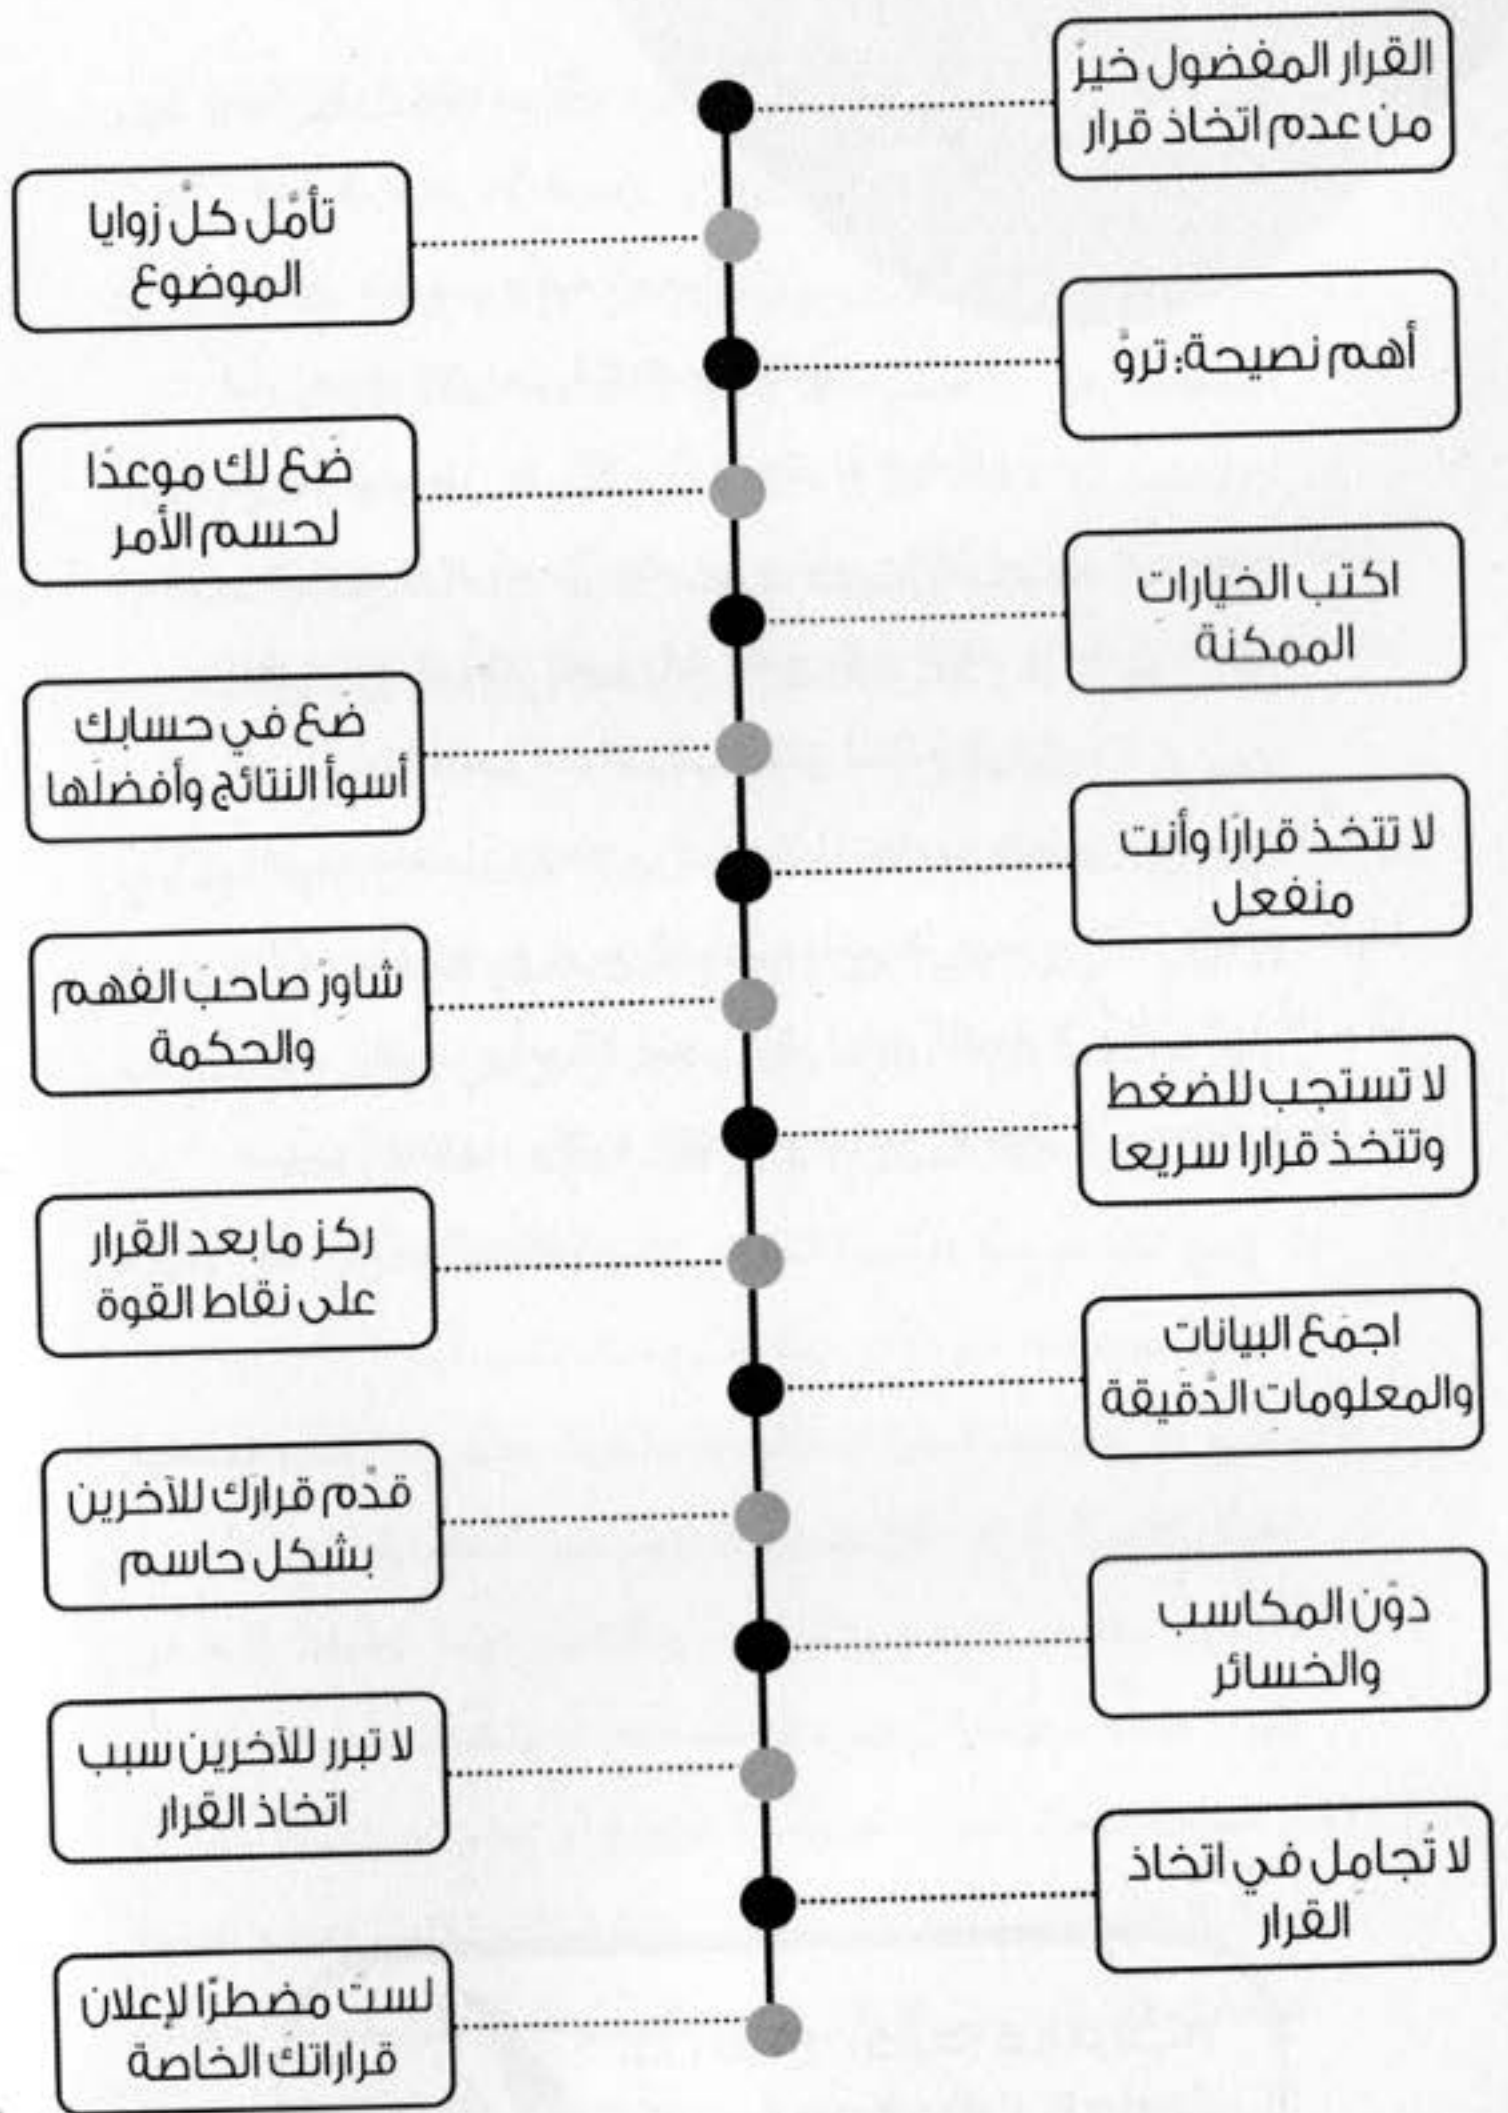 القرار المفضول خيرٌ
من عدم اتخاذ قرار
تأمَّل كلَّ زوايا
الموضوع
أهم نصيحة: تروَّ
ضَع لك موعدًا
لحسم الأمر
اكتب الخياراتِ
الممكنة
ضَع في حسابك
أسوأ النتائج وأفضلَها
لا تتخذ قرارًا وأنت
منفعل
شاوِرْ صاحبَ الفهم
والحكمة
لا تستجب للضغط
وتتخذ قرارا سريعا
ركز ما بعد القرار
على نقاط القوة
اجمَع البيانات
والمعلومات الدَّقيقة
قدِّم قرارَك للآخرين
بشكل حاسم
دوِّن المكاسب
والخسائر
لا تبرر للآخرين سبب
اتخاذ القرار
لا تُجامِل في اتخاذ
القرار
لستَ مضطرًّا لإعلان
قراراتكَ الخاصة